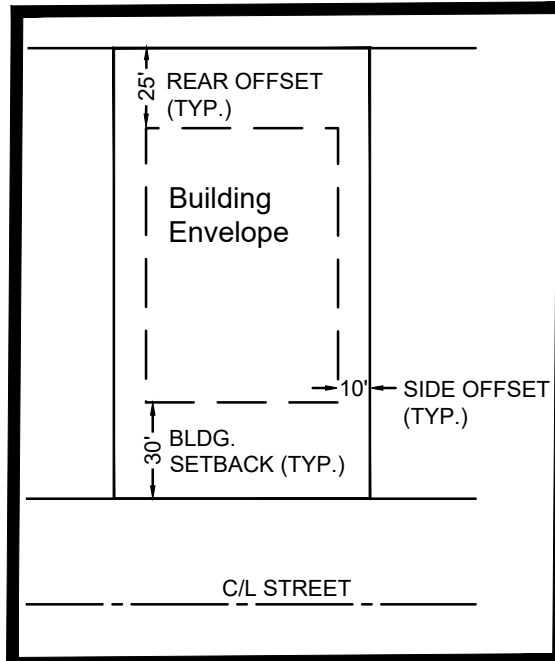 25'
REAR OFFSET
(TYP.)
Building
Envelope
10'
SIDE OFFSET
(TYP.)
30'
BLDG.
SETBACK (TYP.)
C/L STREET